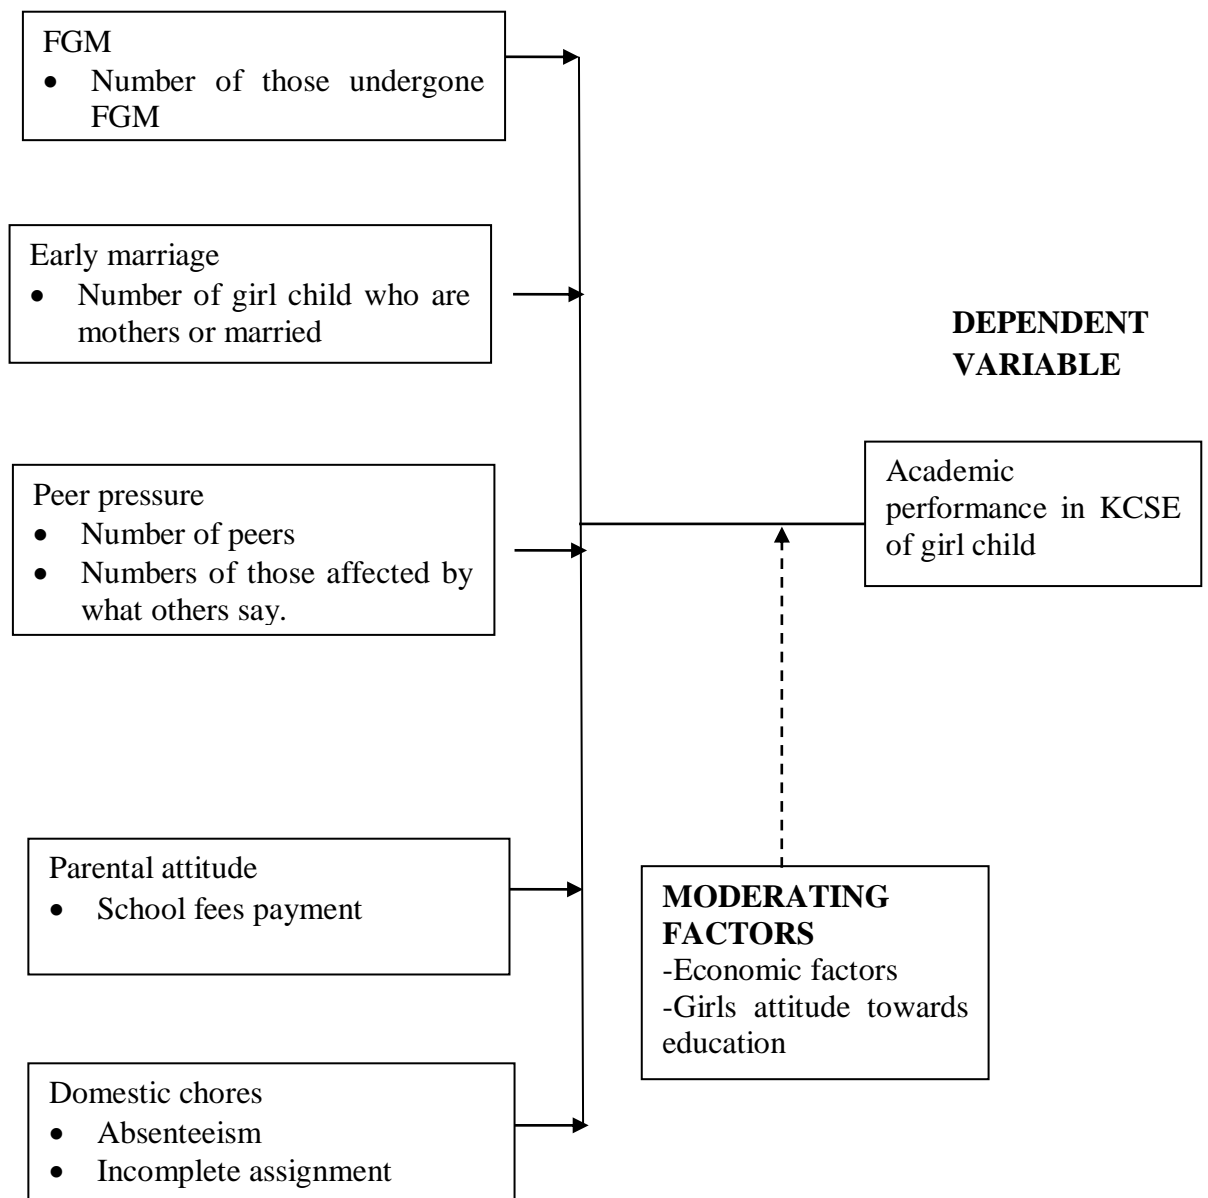 FGM
• Number of those undergone
FGM
Early marriage
• Number of girl child who are
mothers or married
DEPENDENT
VARIABLE
Peer pressure
• Number of peers
• Numbers of those affected by
what others say.
Academic
performance in KCSE
of girl child
Parental attitude
• School fees payment
MODERATING
FACTORS
-Economic factors
-Girls attitude towards
education
Domestic chores
• Absenteeism
• Incomplete assignment